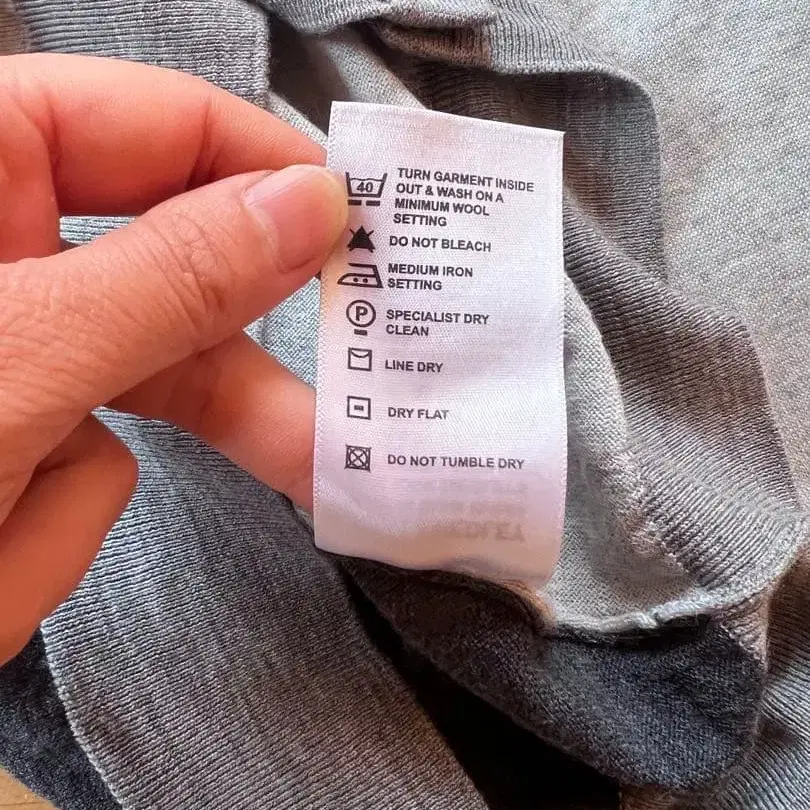 40 TURN GARMENT INSIDE
OUT & WASH ON A
MINIMUM WOOL
SETTING
DO NOT BLEACH
MEDIUM IRON
SETTING
P SPECIALIST DRY
CLEAN
LINE DRY
DRY FLAT
DO NOT TUMBLE DRY